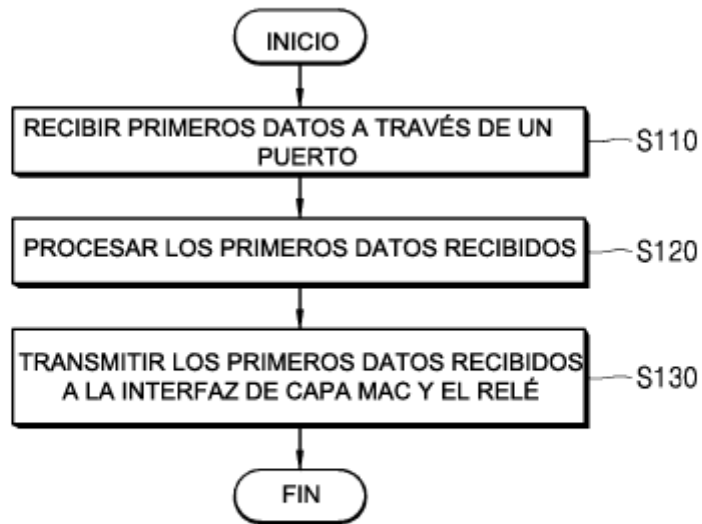 INICIO
RECIBIR PRIMEROS DATOS A TRAVÉS DE UN
PUERTO
S110
PROCESAR LOS PRIMEROS DATOS RECIBIDOS
S120
TRANSMITIR LOS PRIMEROS DATOS RECIBIDOS
A LA INTERFAZ DE CAPA MAC Y EL RELÉ
S130
FIN